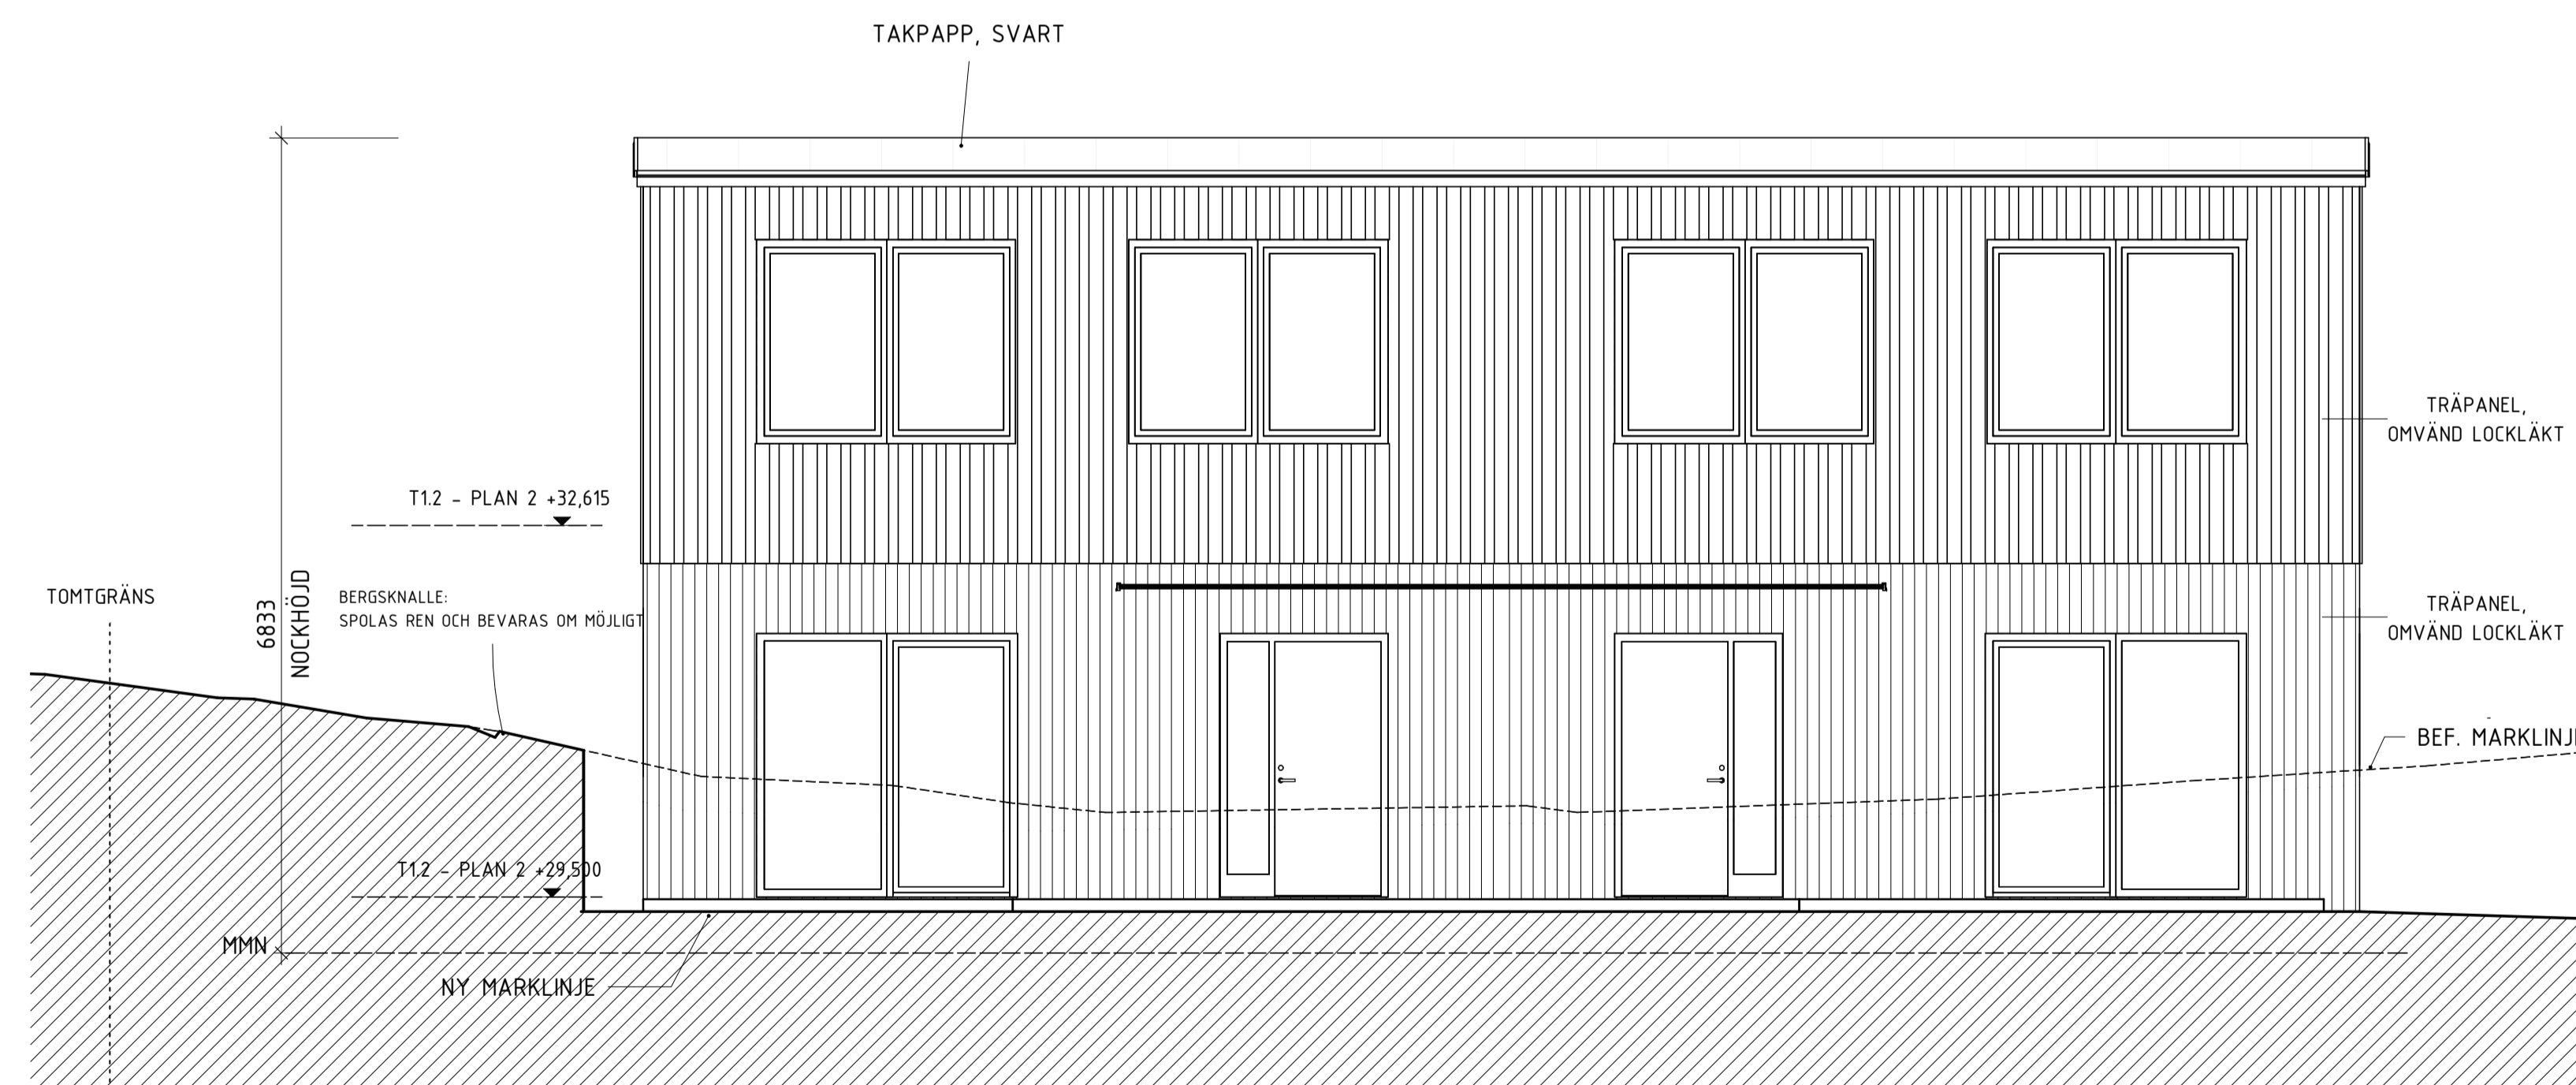 TAKPAPP, SVART
TRÄPANEL,
OMVÄND LOCKLÄKT
T1.2 - PLAN 2 +32,615
TOMTGRÄNS
6833
NOCKHÖJD
BERGSKNALLE:
SPOLAS REN OCH BEVARAS OM MÖJLIGT
TRÄPANEL,
OMVÄND LOCKLÄKT
BEF. MARKLINJ
T1.2 - PLAN 2 +29,500
MMN
NY MARKLINJE